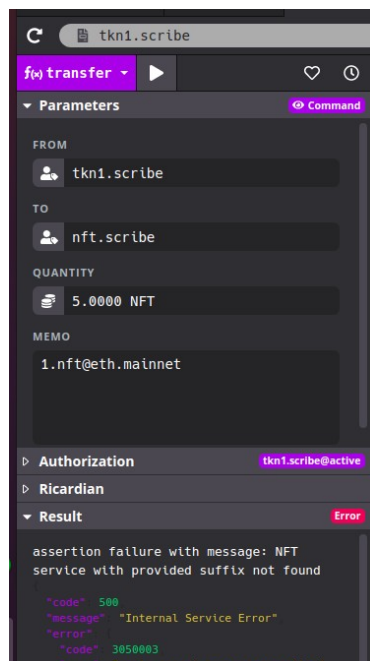 tkn1.scribe
f(x) transfer
Parameters
Command
FROM
tkn1.scribe
TO
nft.scribe
QUANTITY
5.0000 NFT
MEMO
1.nft@eth.mainnet
Authorization
tkn1.scribe@active
Ricardian
Result
Error
assertion failure with message: NFT
service with provided suffix not found
{
"code" 500
"message" "Internal Service Error"
"error" {
"code" 3050003